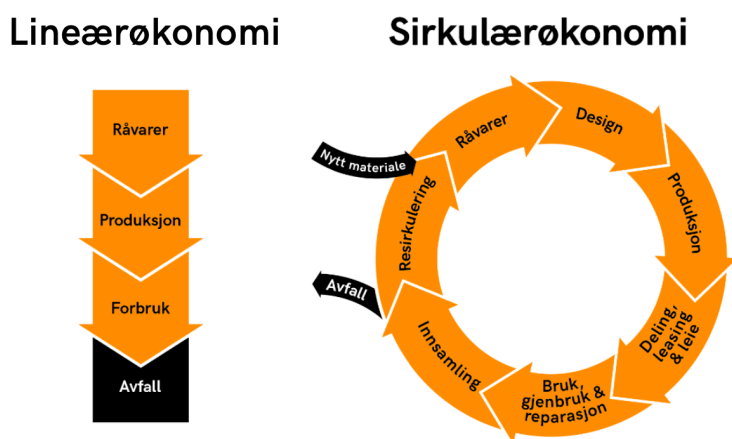 Lineærøkonomi
Råvarer
Produksjon
Forbruk
Avfall
Sirkulærøkonomi
Råvarer
Design
Produksjon
Deling,
leasing
& leie
Bruk,
gjenbruk &
reparasjon
Innsamling
Avfall
Resirkulering
Nytt materiale